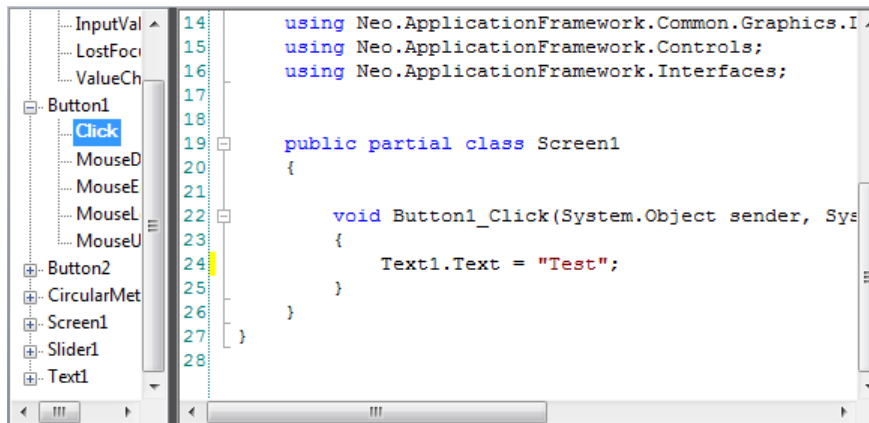 InputVal
LostFocu
ValueCh
Button1
Click
MouseD
MouseE
MouseL
MouseU
Button2
CircularMet
Screen1
Slider1
Text1
14 using Neo.ApplicationFramework.Common.Graphics.I
15 using Neo.ApplicationFramework.Controls;
16 using Neo.ApplicationFramework.Interfaces;
17
18
19 public partial class Screen1
20 {
21
22 void Button1_Click(System.Object sender, Sys
23 {
24 Text1.Text = "Test";
25 }
26 }
27 }
28